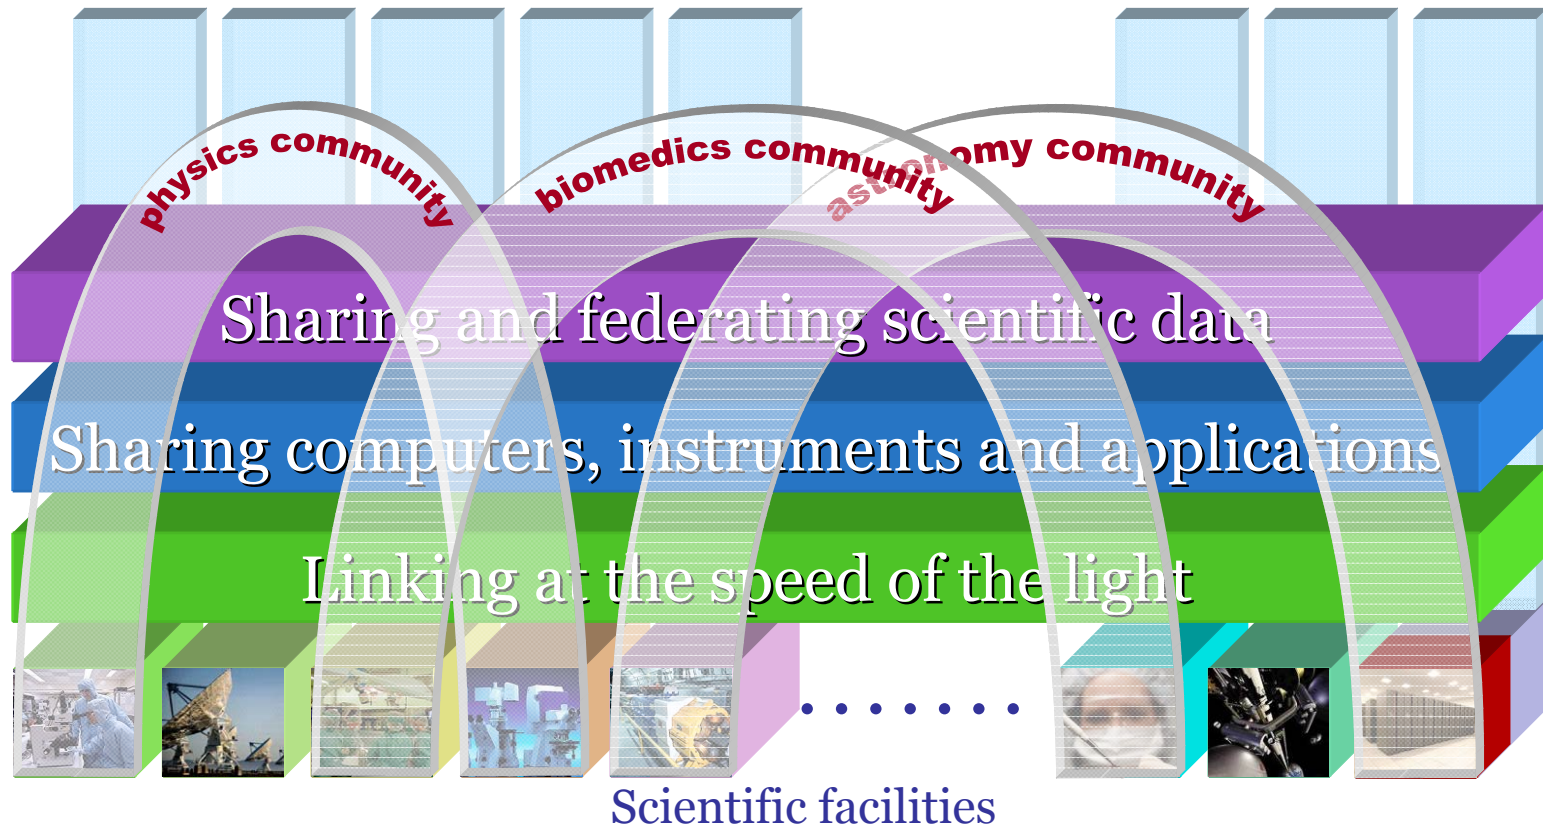 physics community
biomedics community
astronomy community
Sharing and federating scientific data
Sharing computers, instruments and applications
Linking at the speed of the light
Scientific facilities